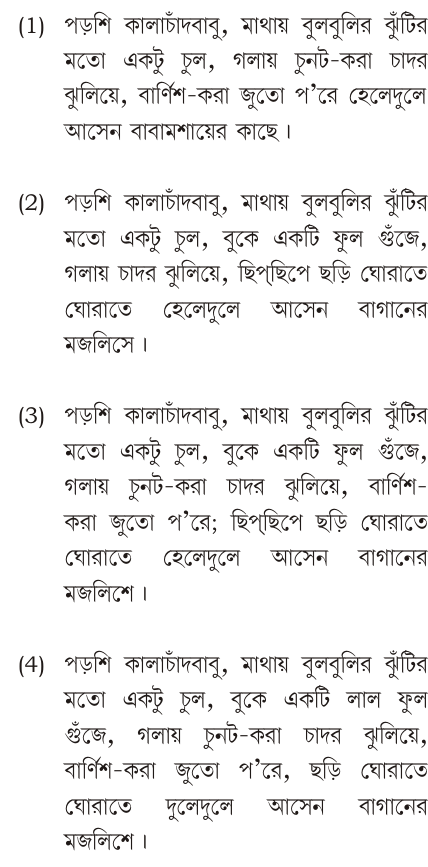 (1) পড়শি কালাচাঁদবাবু, মাথায় বুলবুলির ঝুঁটির
মতো একটু চুল, গলায় চুনট-করা চাদর
ঝুলিয়ে, বার্ণিশ-করা জুতো প’রে হেলেদুলে
আসেন বাবামশায়ের কাছে।
(2) পড়শি কালাচাঁদবাবু, মাথায় বুলবুলির ঝুঁটির
মতো একটু চুল, বুকে একটি ফুল গুঁজে,
গলায় চাদর ঝুলিয়ে, ছিপ্‌ছিপে ছড়ি ঘোরাতে
ঘোরাতে হেলেদুলে আসেন বাগানের
মজলিসে।
(3) পড়শি কালাচাঁদবাবু, মাথায় বুলবুলির ঝুঁটির
মতো একটু চুল, বুকে একটি ফুল গুঁজে,
গলায় চুনট-করা চাদর ঝুলিয়ে, বার্ণিশ-
করা জুতো প’রে; ছিপ্‌ছিপে ছড়ি ঘোরাতে
ঘোরাতে হেলেদুলে আসেন বাগানের
মজলিশে।
(4) পড়শি কালাচাঁদবাবু, মাথায় বুলবুলির ঝুঁটির
মতো একটু চুল, বুকে একটি লাল ফুল
গুঁজে, গলায় চুনট-করা চাদর ঝুলিয়ে,
বার্ণিশ-করা জুতো প’রে, ছড়ি ঘোরাতে
ঘোরাতে দুলেদুলে আসেন বাগানের
মজলিশে।